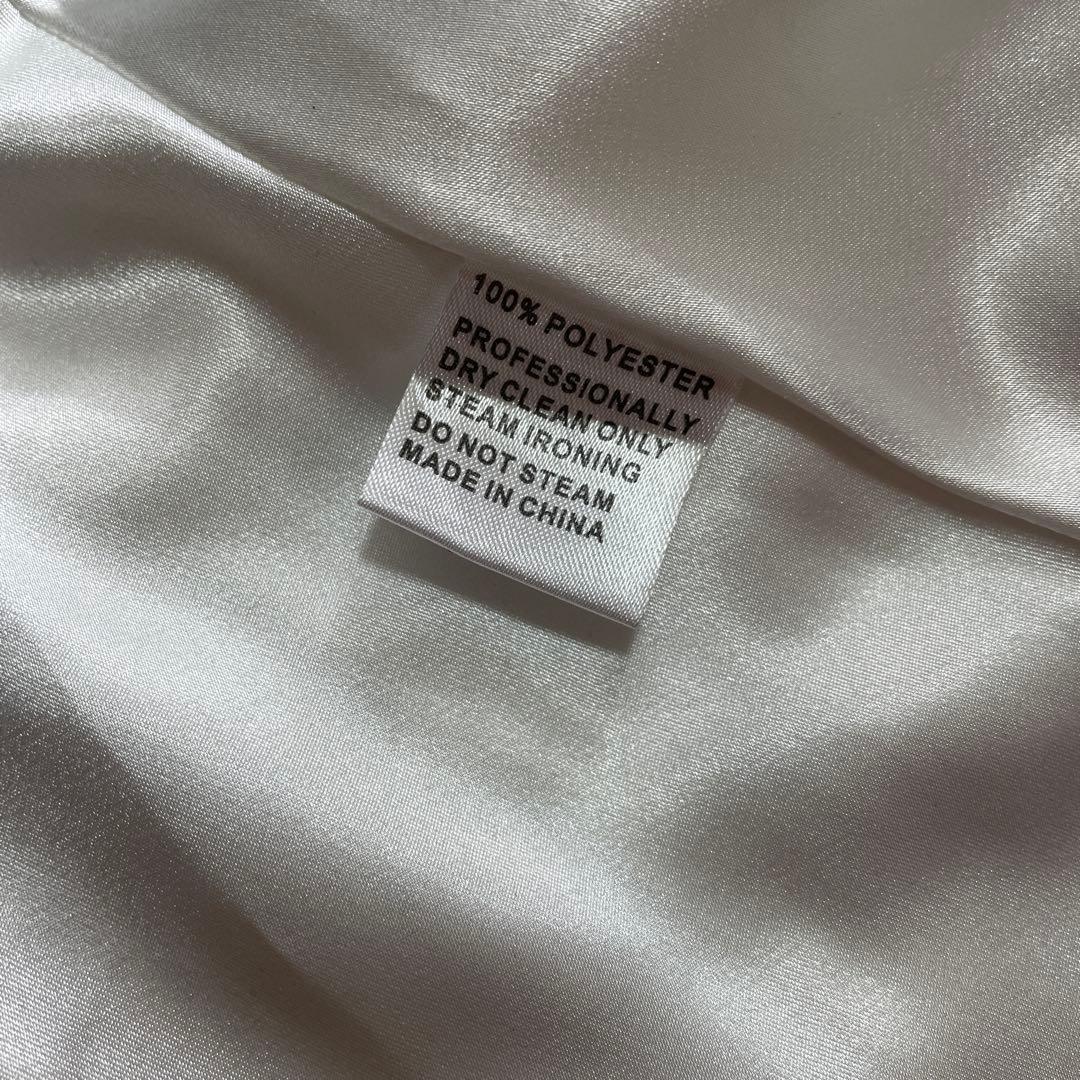 100% POLYESTER
PROFESSIONALLY
DRY CLEAN ONLY
STEAM IRONING
DO NOT STEAM
MADE IN CHINA